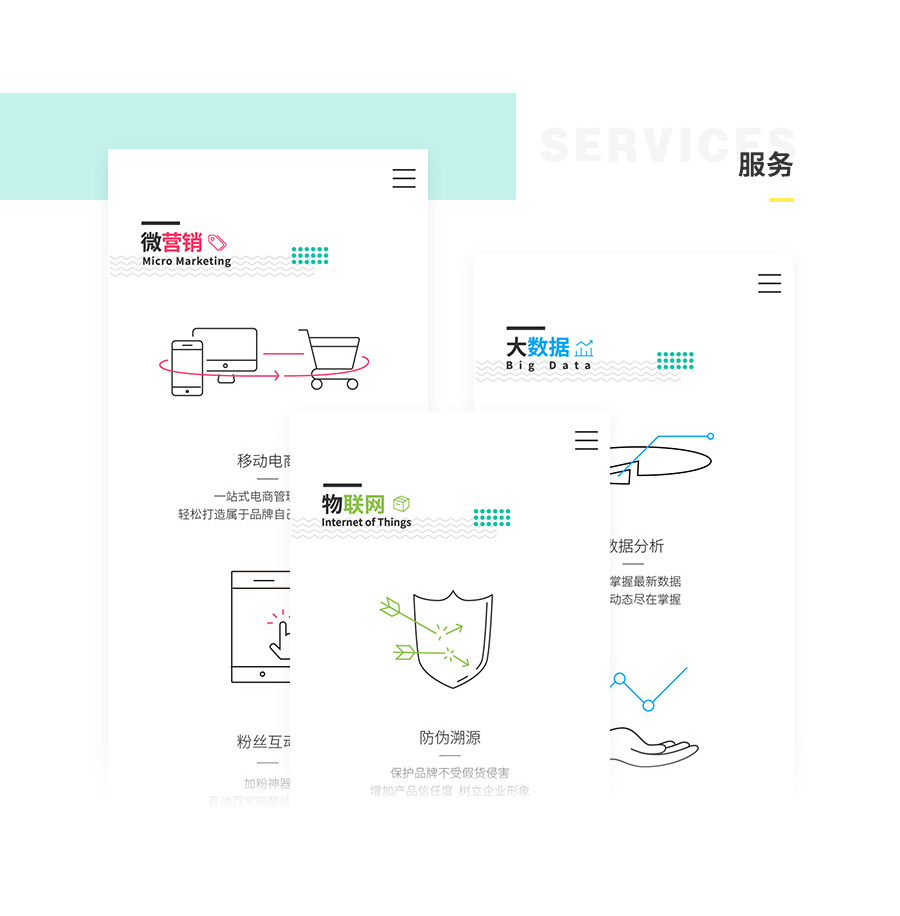 SERVICES
服务
微营销
Micro Marketing
移动电商
一站式电商管理
轻松打造属于品牌自己
粉丝互动
加粉神器
大数据
Big Data
数据分析
掌握最新数据
动态尽在掌握
物联网
Internet of Things
防伪溯源
保护品牌不受假货侵害
增加产品信任度 树立企业形象